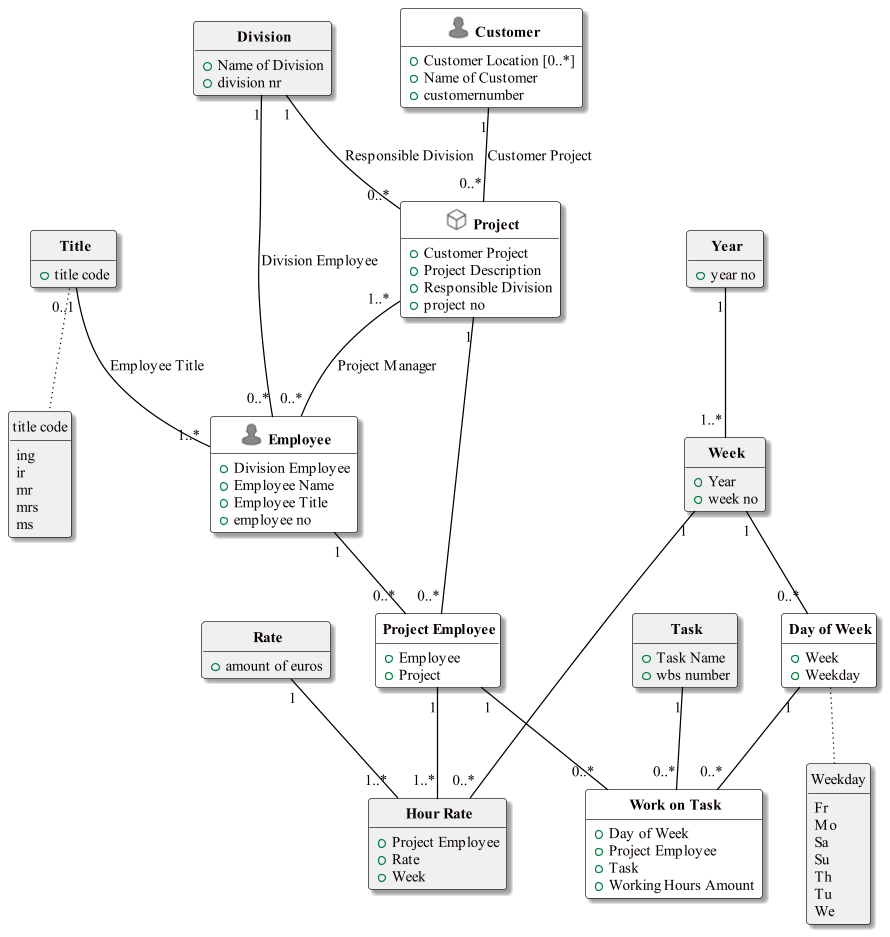 Division
Name of Division
division nr
Customer
Customer Location [0..*]
Name of Customer
customernumber
1
1
1
Responsible Division
Customer Project
0..*
0..*
Project
Customer Project
Project Description
Responsible Division
project no
Title
title code
Year
year no
Division Employee
0..1
1..*
1
1
Employee Title
Project Manager
title code
ing
ir
mr
mrs
ms
0..*
0..*
1..*
1..*
Employee
Division Employee
Employee Name
Employee Title
employee no
Week
Year
week no
1
1
1
0..*
0..*
0..*
Rate
amount of euros
Project Employee
Employee
Project
Task
Task Name
wbs number
Day of Week
Week
Weekday
1
1
1
1
1
1..*
1..*
0..*
0..*
0..*
0..*
Weekday
Fr
Mo
Sa
Su
Th
Tu
We
Hour Rate
Project Employee
Rate
Week
Work on Task
Day of Week
Project Employee
Task
Working Hours Amount